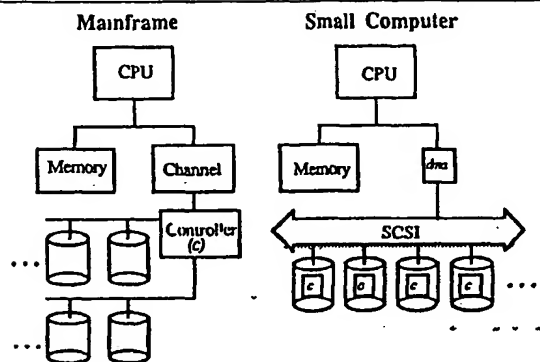 Mainframe
CPU
Memory
Channel
Controller
(c)
...
...
Small Computer
CPU
Memory
dma
SCSI
c
c
c
...